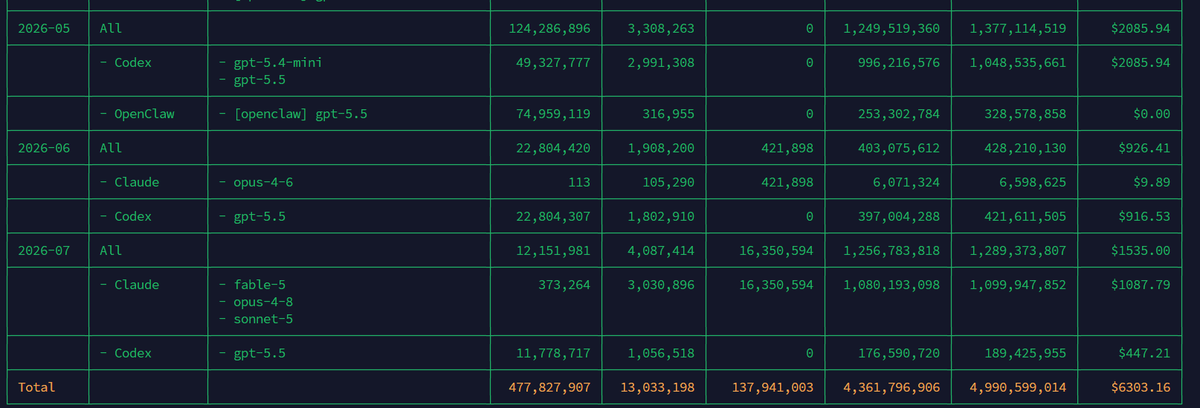 2026-05 All 124,286,896 3,308,263 0 1,249,519,360 1,377,114,519 $2085.94
- Codex - gpt-5.4-mini 49,327,777 2,991,308 0 996,216,576 1,048,535,661 $2085.94
- gpt-5.5
- OpenClaw - [openclaw] gpt-5.5 74,959,119 316,955 0 253,302,784 328,578,858 $0.00
2026-06 All 22,804,420 1,908,200 421,898 403,075,612 428,210,130 $926.41
- Claude - opus-4-6 113 105,290 421,898 6,071,324 6,598,625 $9.89
- Codex - gpt-5.5 22,804,307 1,802,910 0 397,004,288 421,611,505 $916.53
2026-07 All 12,151,981 4,087,414 16,350,594 1,256,783,818 1,289,373,807 $1535.00
- Claude - fable-5 373,264 3,030,896 16,350,594 1,080,193,098 1,099,947,852 $1087.79
- opus-4-8
- sonnet-5
- Codex - gpt-5.5 11,778,717 1,056,518 0 176,590,720 189,425,955 $447.21
Total 477,827,907 13,033,198 137,941,003 4,361,796,906 4,990,599,014 $6303.16